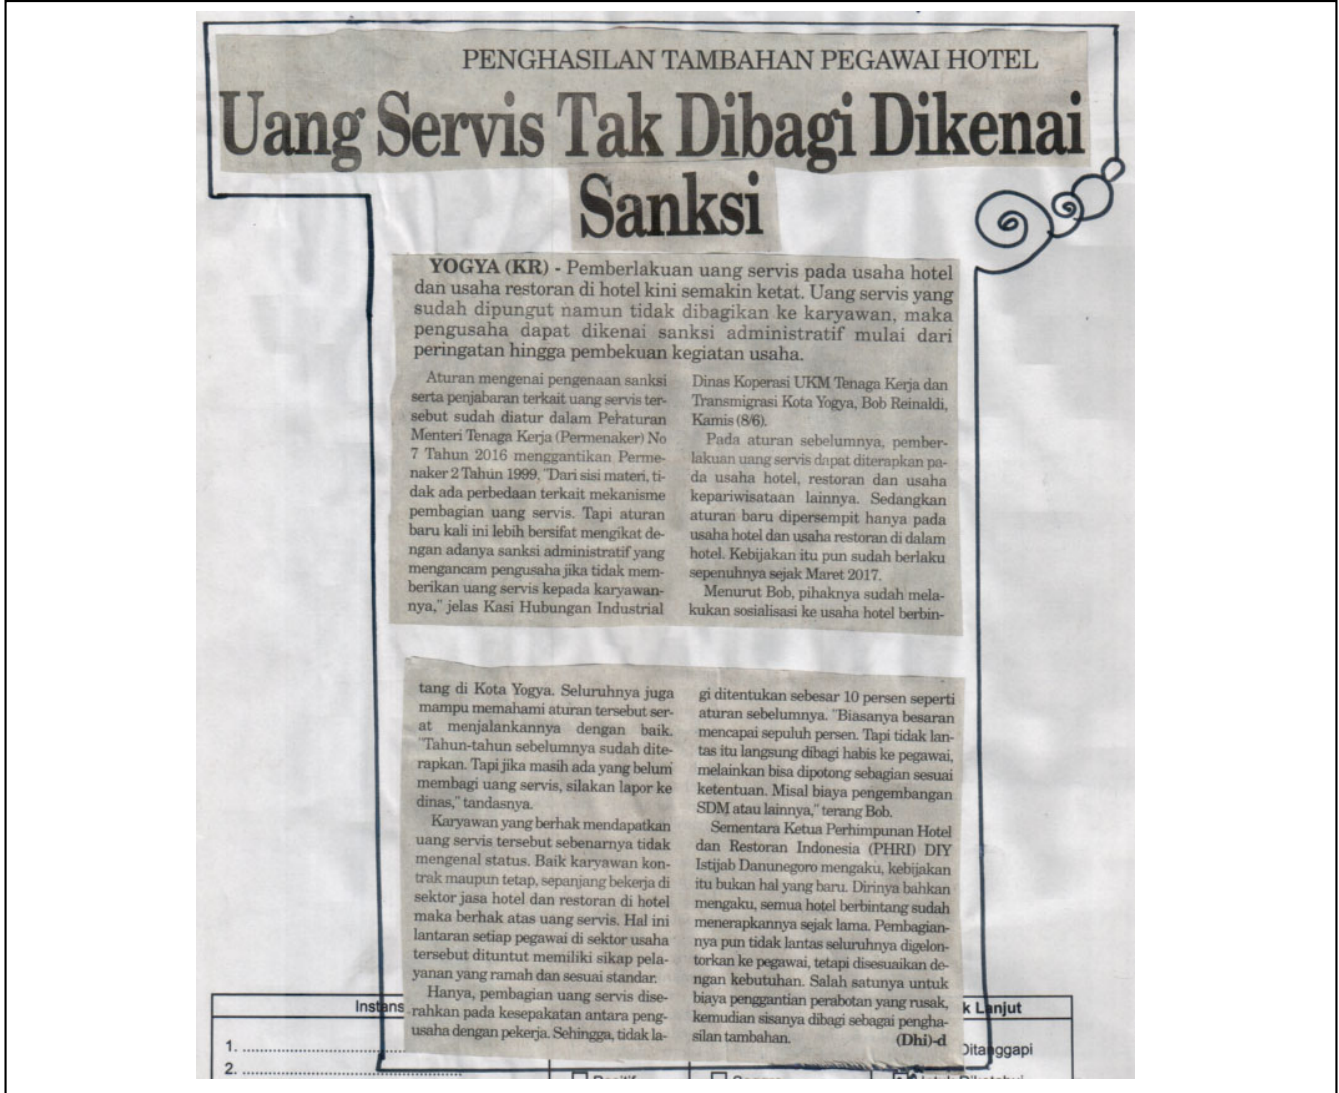 PENGHASILAN TAMBAHAN PEGAWAI HOTEL
Uang Servis Tak Dibagi Dikenai
Sanksi
YOGYA (KR) - Pemberlakuan uang servis pada usaha hotel
dan usaha restoran di hotel kini semakin ketat. Uang servis yang
sudah dipungut namun tidak dibagikan ke karyawan, maka
pengusaha dapat dikenai sanksi administratif mulai dari
peringatan hingga pembekuan kegiatan usaha.
Aturan mengenai pengenaan sanksi
serta penjabaran terkait uang servis ter-
sebut sudah diatur dalam Peraturan
Menteri Tenaga Kerja (Permenaker) No
7 Tahun 2016 menggantikan Perme-
naker 2 Tahun 1999, "Dari sisi materi, ti-
dak ada perbedaan terkait mekanisme
pembagian uang servis. Tapi aturan
baru kali ini lebih bersifat mengikat de-
ngan adanya sanksi administratif yang
mengancam pengusaha jika tidak mem-
berikan uang servis kepada karyawan-
nya," jelas Kasi Hubungan Industrial
Dinas Koperasi UKM Tenaga Kerja dan
Transmigrasi Kota Yogya, Bob Reinaldi,
Kamis (8/6).
Pada aturan sebelumnya, pember-
lakuan uang servis dapat diterapkan pa-
da usaha hotel, restoran dan usaha
kepariwisataan lainnya. Sedangkan
aturan baru dipersempit hanya pada
usaha hotel dan usaha restoran di dalam
hotel. Kebijakan itu pun sudah berlaku
sepenuhnya sejak Maret 2017.
Menurut Bob, pihaknya sudah mela-
kukan sosialisasi ke usaha hotel berbin-
tang di Kota Yogya. Seluruhnya juga
mampu memahami aturan tersebut ser-
at menjalankannya dengan baik.
"Tahun-tahun sebelumnya sudah dite-
rapkan. Tapi jika masih ada yang belum
membagi uang servis, silakan lapor ke
dinas," tandasnya.
Karyawan yang berhak mendapatkan
uang servis tersebut sebenarnya tidak
mengenal status. Baik karyawan kon-
trak maupun tetap, sepanjang bekerja di
sektor jasa hotel dan restoran di hotel
maka berhak atas uang servis. Hal ini
lantaran setiap pegawai di sektor usaha
tersebut dituntut memiliki sikap pela-
yanan yang ramah dan sesuai standar.
Hanya, pembagian uang servis dise-
rahkan pada kesepakatan antara peng-
usaha dengan pekerja. Sehingga, tidak la-
gi ditentukan sebesar 10 persen seperti
aturan sebelumnya. "Biasanya besaran
mencapai sepuluh persen. Tapi tidak lan-
tas itu langsung dibagi habis ke pegawai,
melainkan bisa dipotong sebagian sesuai
ketentuan. Misal biaya pengembangan
SDM atau lainnya," terang Bob.
Sementara Ketua Perhimpunan Hotel
dan Restoran Indonesia (PHRI) DIY
Istijab Danunegoro mengaku, kebijakan
itu bukan hal yang baru. Dirinya bahkan
mengaku, semua hotel berbintang sudah
menerapkannya sejak lama. Pembagian-
nya pun tidak lantas seluruhnya digelon-
torkan ke pegawai, tetapi disesuaikan de-
ngan kebutuhan. Salah satunya untuk
biaya penggantian perabotan yang rusak,
kemudian sisanya dibagi sebagai pengha-
silan tambahan. (Dhi)-d
Instans
k Lanjut
1.
Ditanggapi
2.